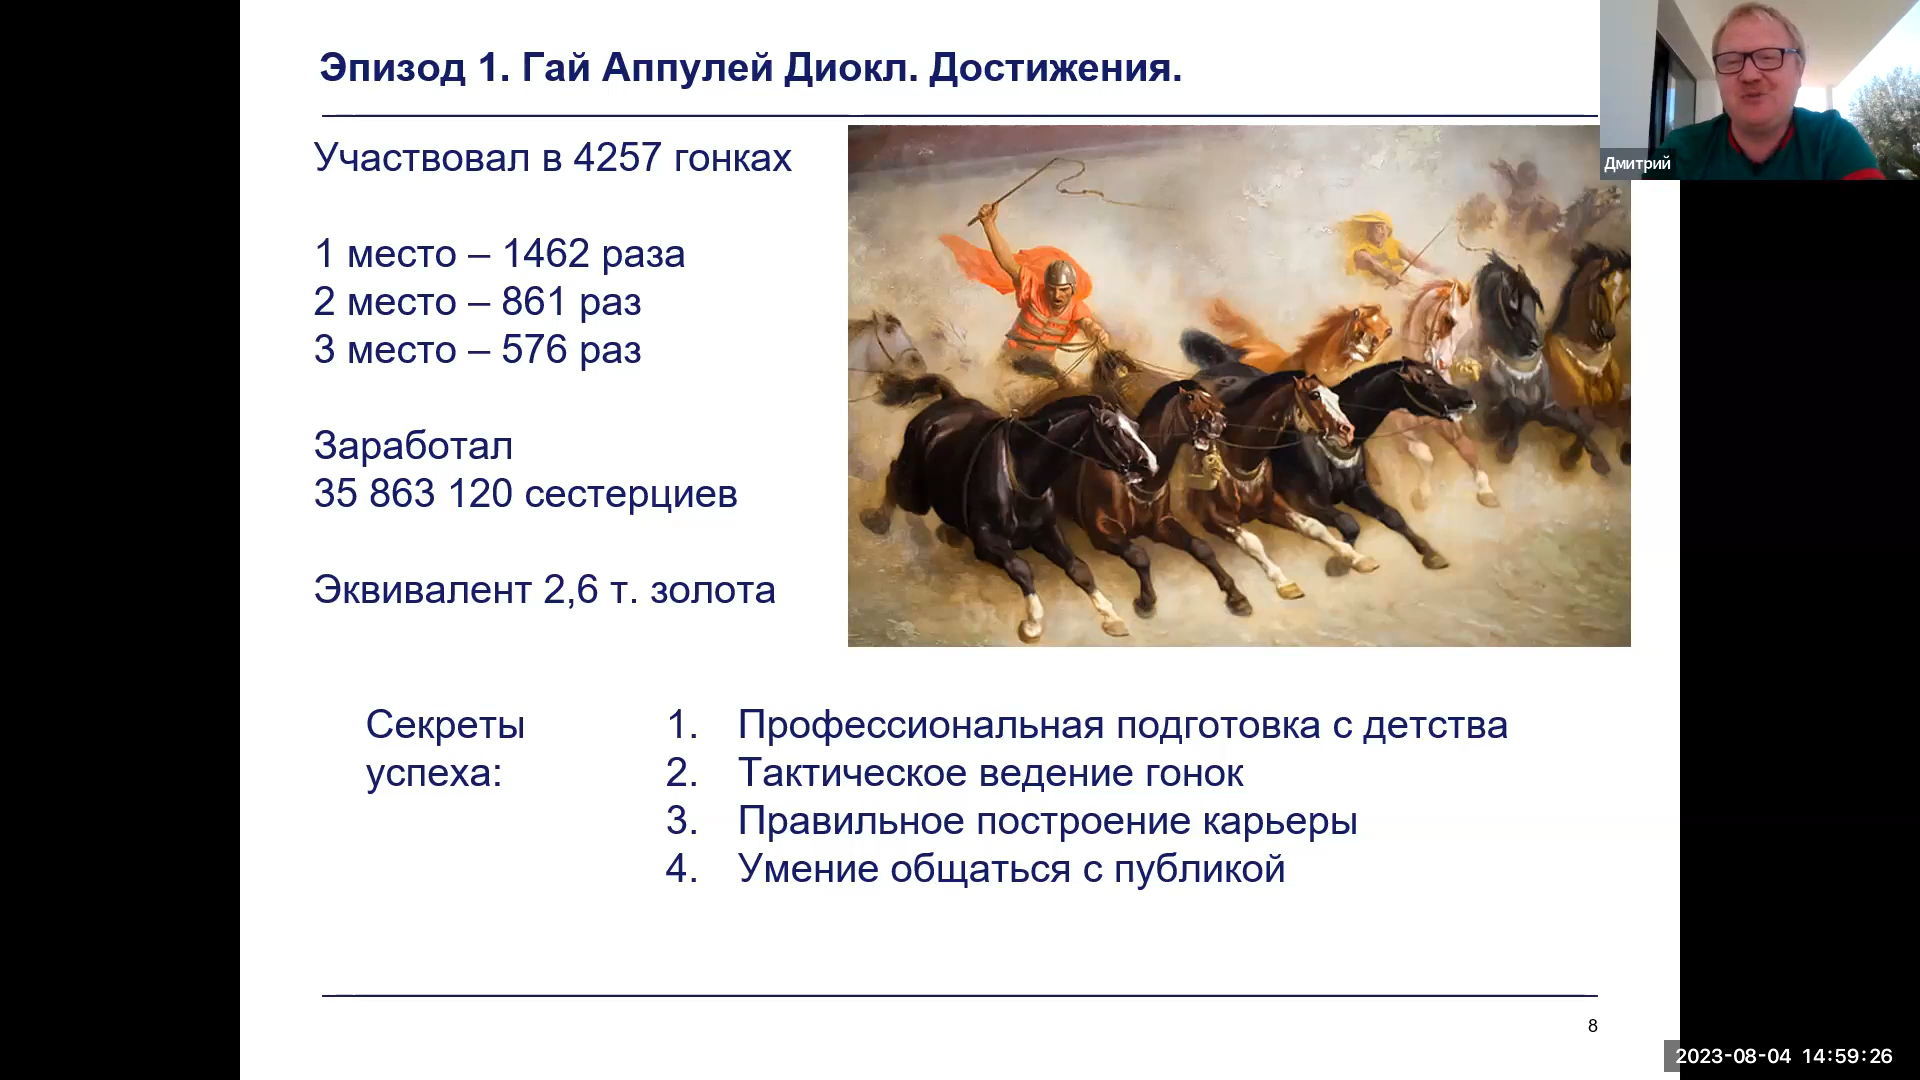 Эпизод 1. Гай Аппулей Диокл. Достижения.
Дмитрий
Участвовал в 4257 гонках
1 место – 1462 раза
2 место – 861 раз
3 место – 576 раз
Заработал
35 863 120 сестерциев
Эквивалент 2,6 т. золота
Секреты
успеха:
1. Профессиональная подготовка с детства
2. Тактическое ведение гонок
3. Правильное построение карьеры
4. Умение общаться с публикой
8
2023-08-04 14:59:26